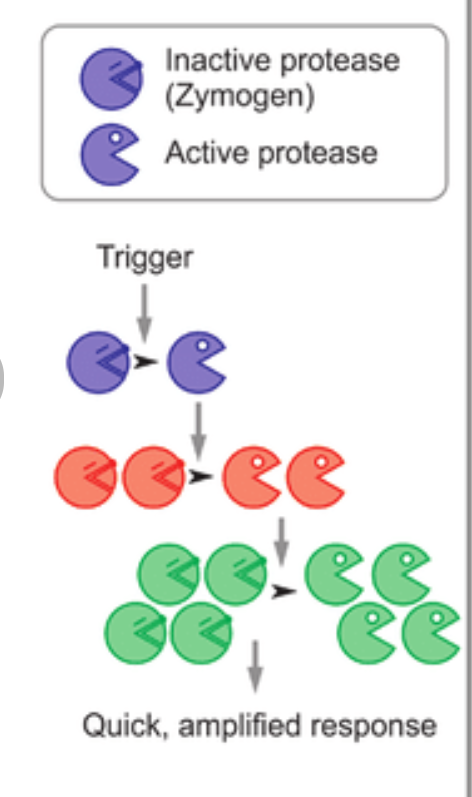 Inactive protease
(Zymogen)
Active protease
Trigger
Quick, amplified response